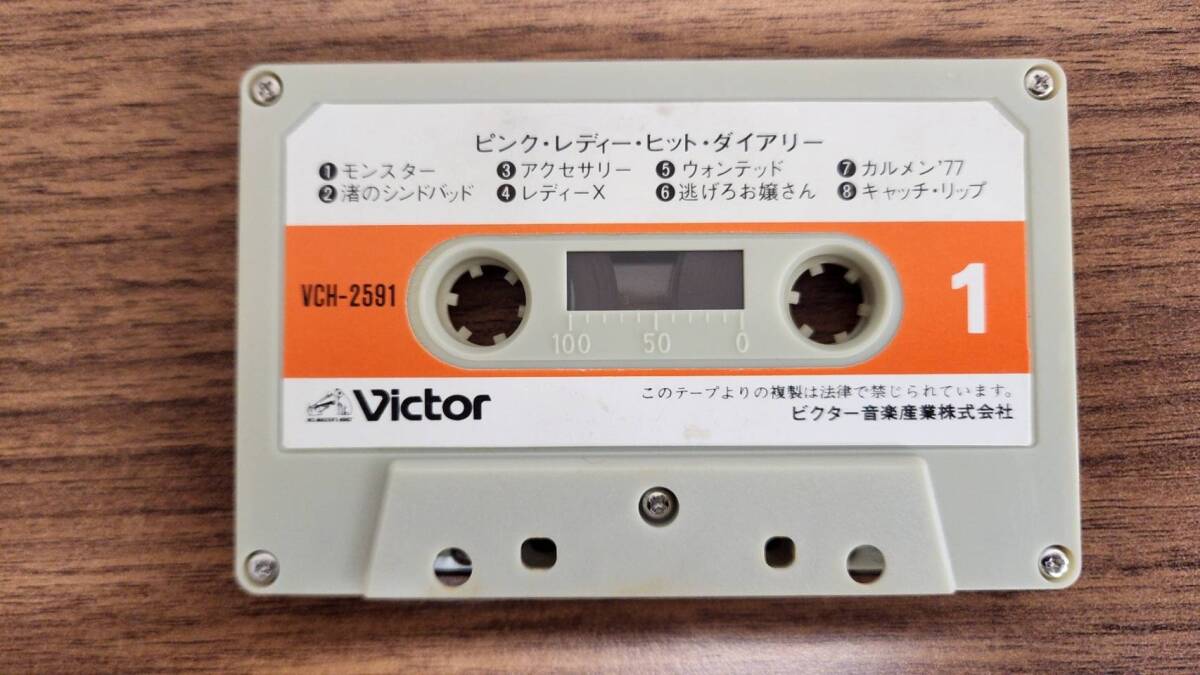 ピンク・レディー・ヒット・ダイアリー
❶モンスター ❸アクセサリー ❺ウォンテッド ❼カルメン'77
❷渚のシンドバッド ❹レディーX ❻逃げろお嬢さん ❽キャッチ・リップ
VCH-2591
1
100 50 0
Victor
このテープよりの複製は法律で禁じられています。
ビクター音楽産業株式会社